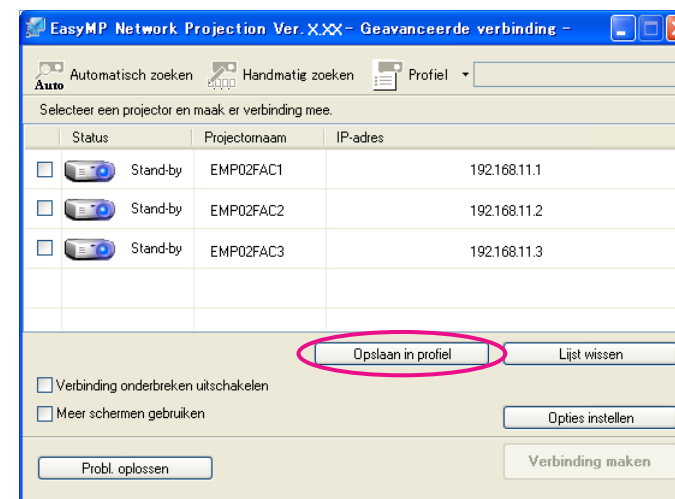 EasyMP Network Projection Ver.X.XX- Geavanceerde verbinding -
Auto Automatisch zoeken Handmatig zoeken Profiel
Selecteer een projector en maak er verbinding mee.
Status Projectornaam IP-adres
Stand-by EMP02FAC1 192.168.11.1
Stand-by EMP02FAC2 192.168.11.2
Stand-by EMP02FAC3 192.168.11.3
Opslaan in profiel Lijst wissen
Verbinding onderbreken uitschakelen
Meer schermen gebruiken
Opties instellen
Probl. oplossen Verbinding maken